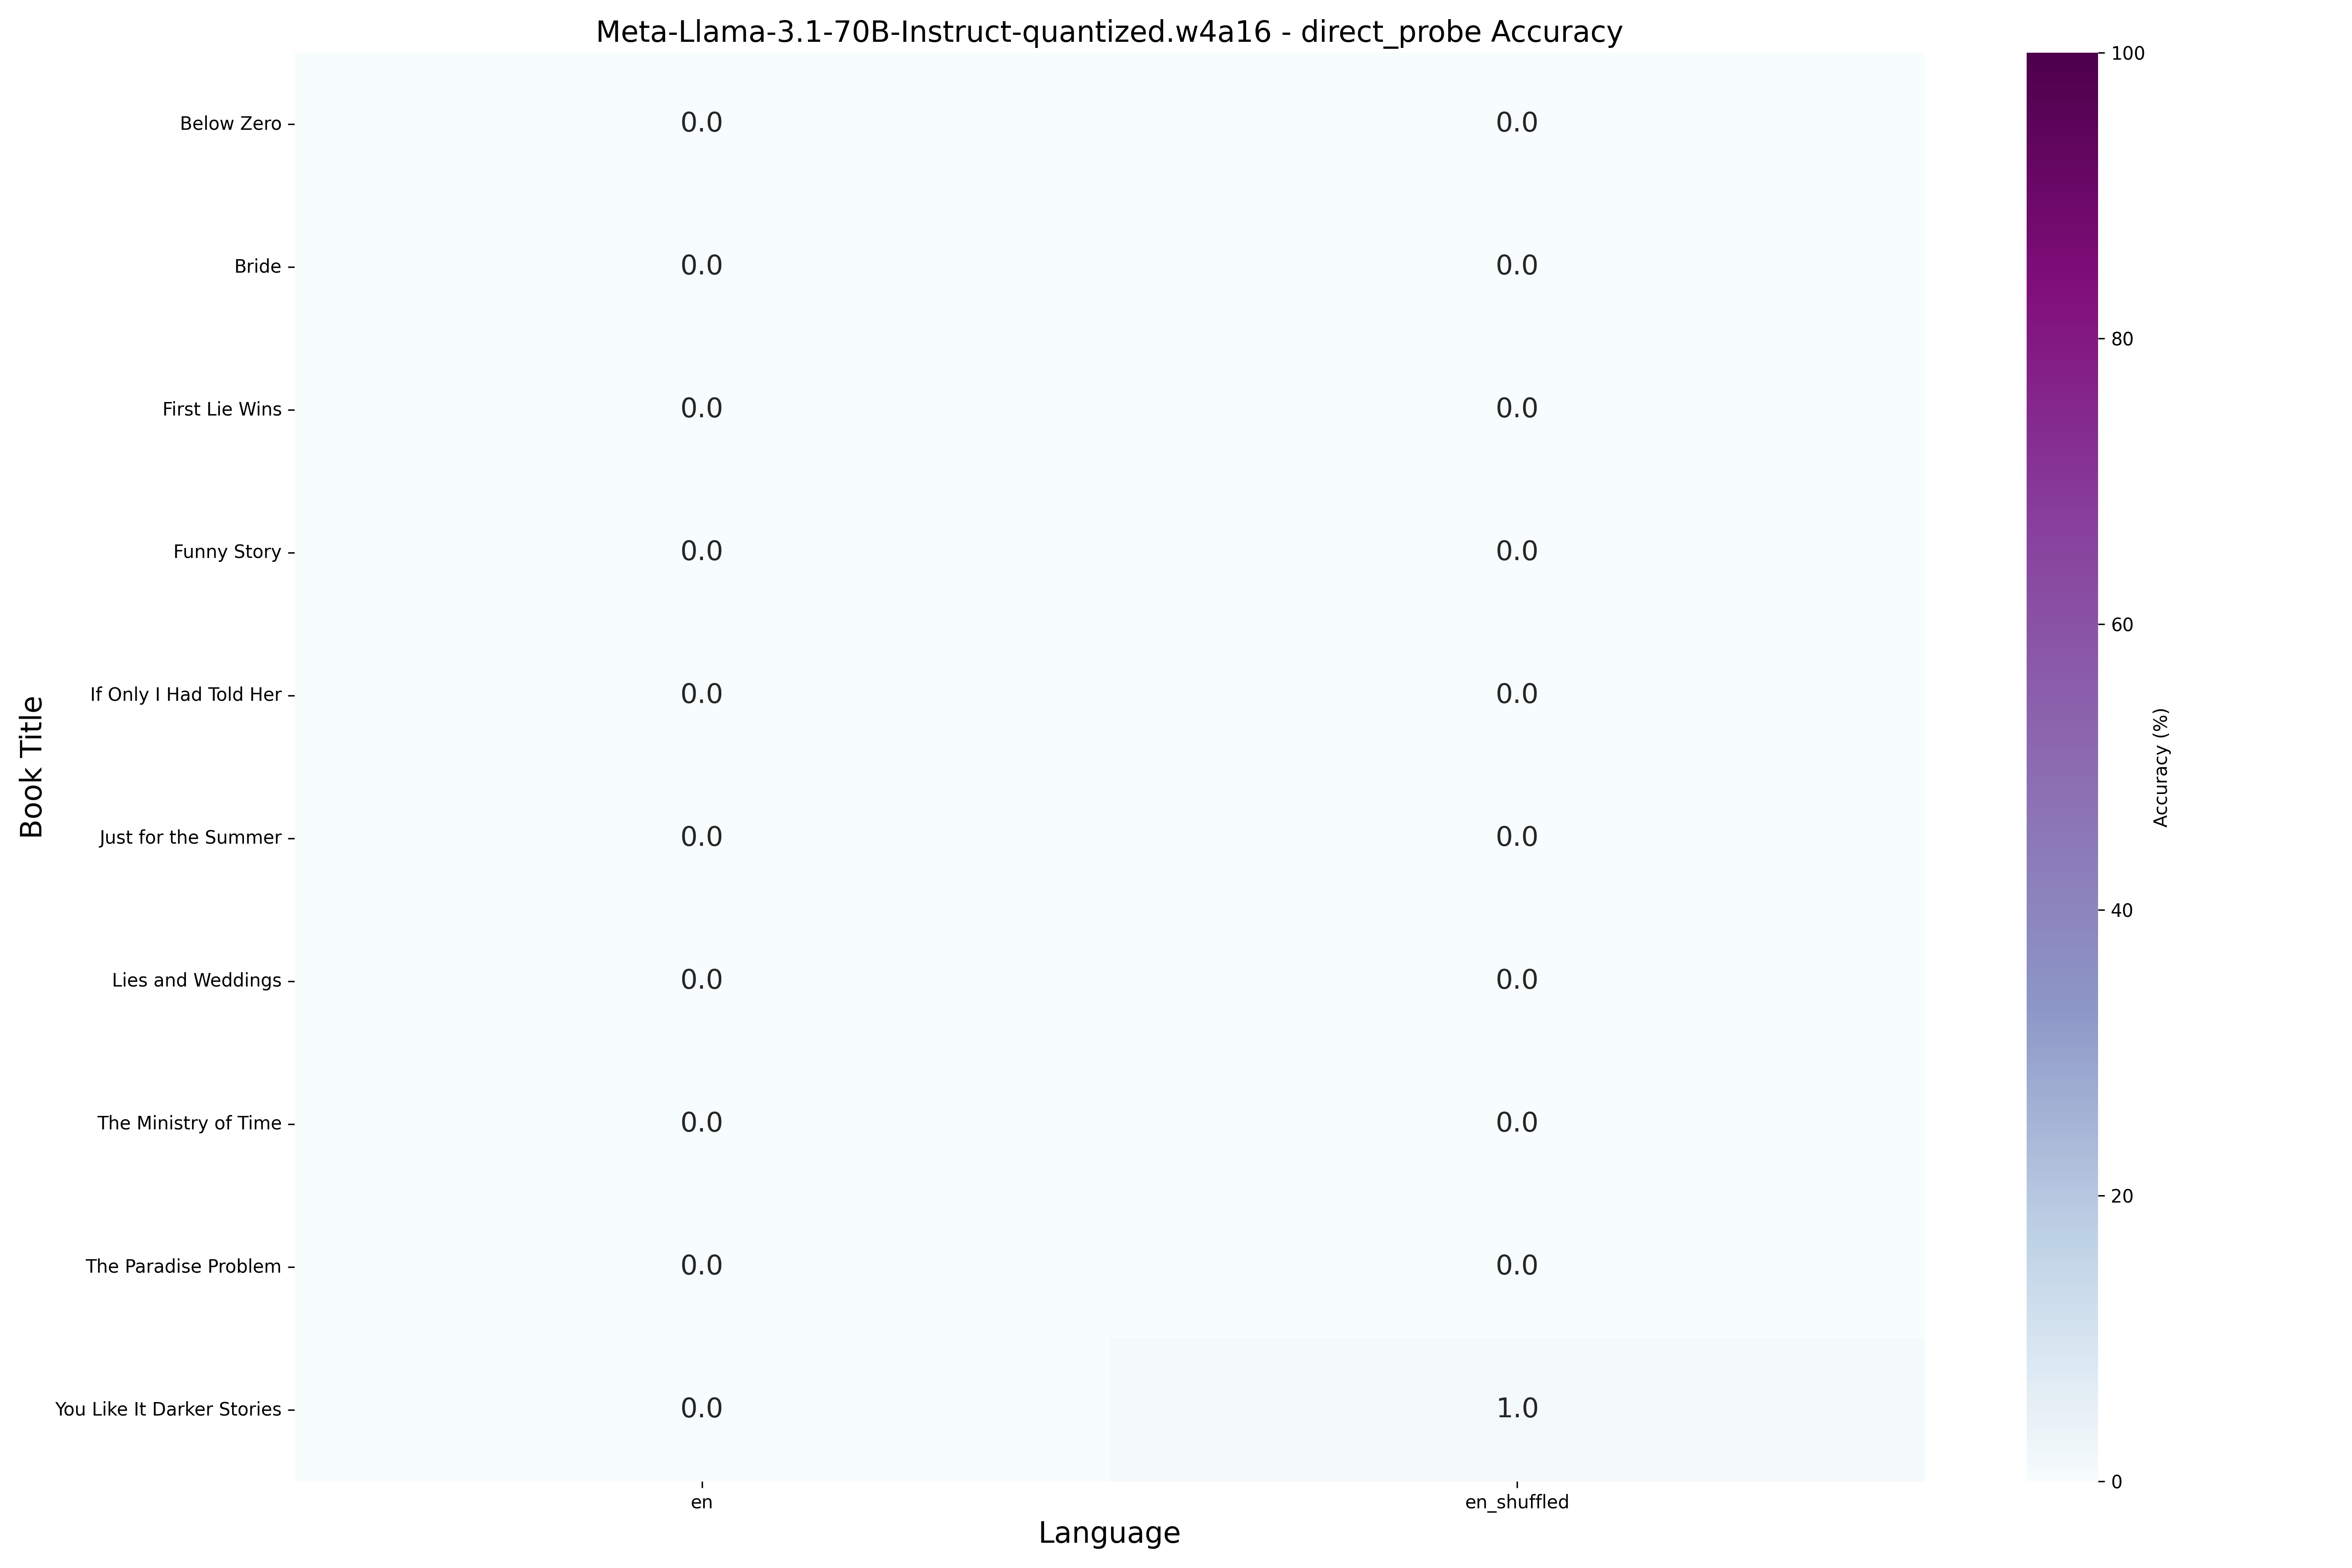 Meta-Llama-3.1-70B-Instruct-quantized.w4a16 - direct_probe Accuracy
Book Title
Below Zero 0.0 0.0
Bride 0.0 0.0
First Lie Wins 0.0 0.0
Funny Story 0.0 0.0
If Only I Had Told Her 0.0 0.0
Just for the Summer 0.0 0.0
Lies and Weddings 0.0 0.0
The Ministry of Time 0.0 0.0
The Paradise Problem 0.0 0.0
You Like It Darker Stories 0.0 1.0
en en_shuffled
Language
100
80
60
40
20
0
Accuracy (%)